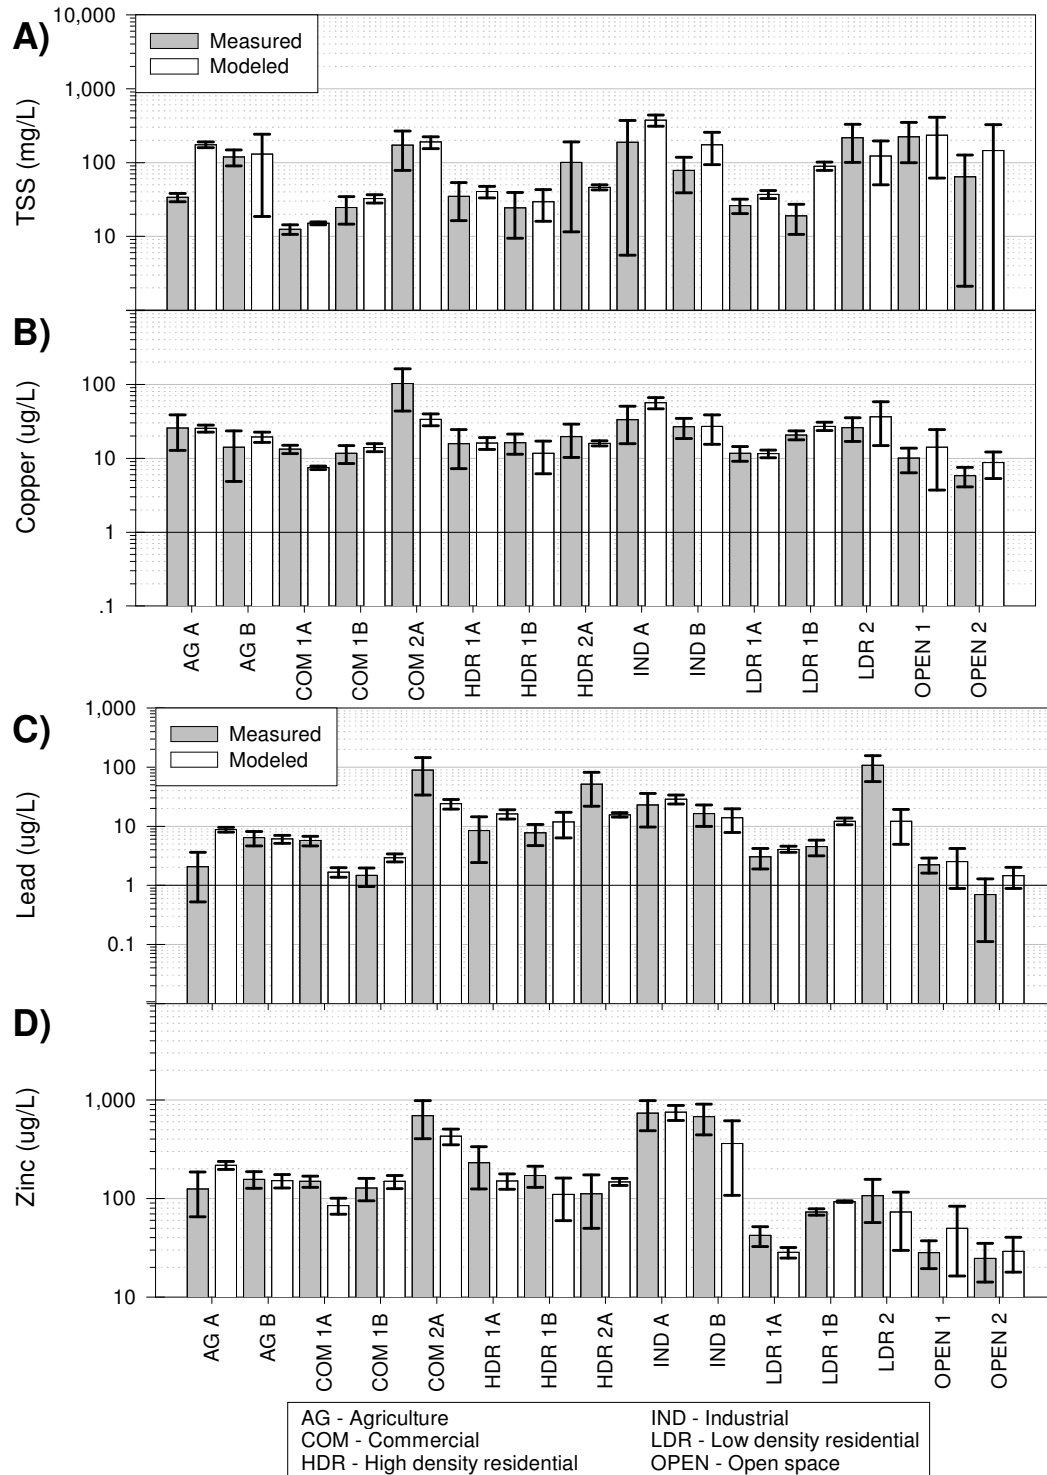 A)
10,000
1,000
100
10
TSS (mg/L)
Measured
Modeled
B)
100
10
1
.1
Copper (ug/L)
AG A
AG B
COM 1A
COM 1B
COM 2A
HDR 1A
HDR 1B
HDR 2A
IND A
IND B
LDR 1A
LDR 1B
LDR 2
OPEN 1
OPEN 2
C)
1,000
100
10
1
0.1
Lead (ug/L)
Measured
Modeled
D)
1,000
100
10
Zinc (ug/L)
AG A
AG B
COM 1A
COM 1B
COM 2A
HDR 1A
HDR 1B
HDR 2A
IND A
IND B
LDR 1A
LDR 1B
LDR 2
OPEN 1
OPEN 2
AG - Agriculture
COM - Commercial
HDR - High density residential
IND - Industrial
LDR - Low density residential
OPEN - Open space